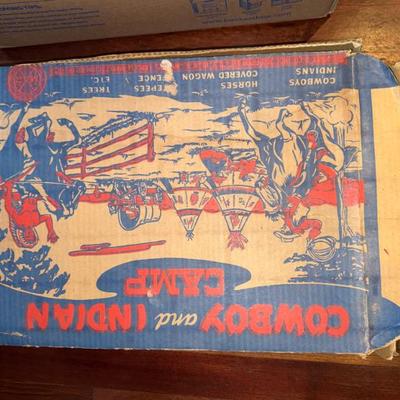 COWBOY and INDIAN
CAMP
COWBOYS
INDIANS
HORSES
COVERED WAGON
TEPEES
FENCE
TREES
ETC.